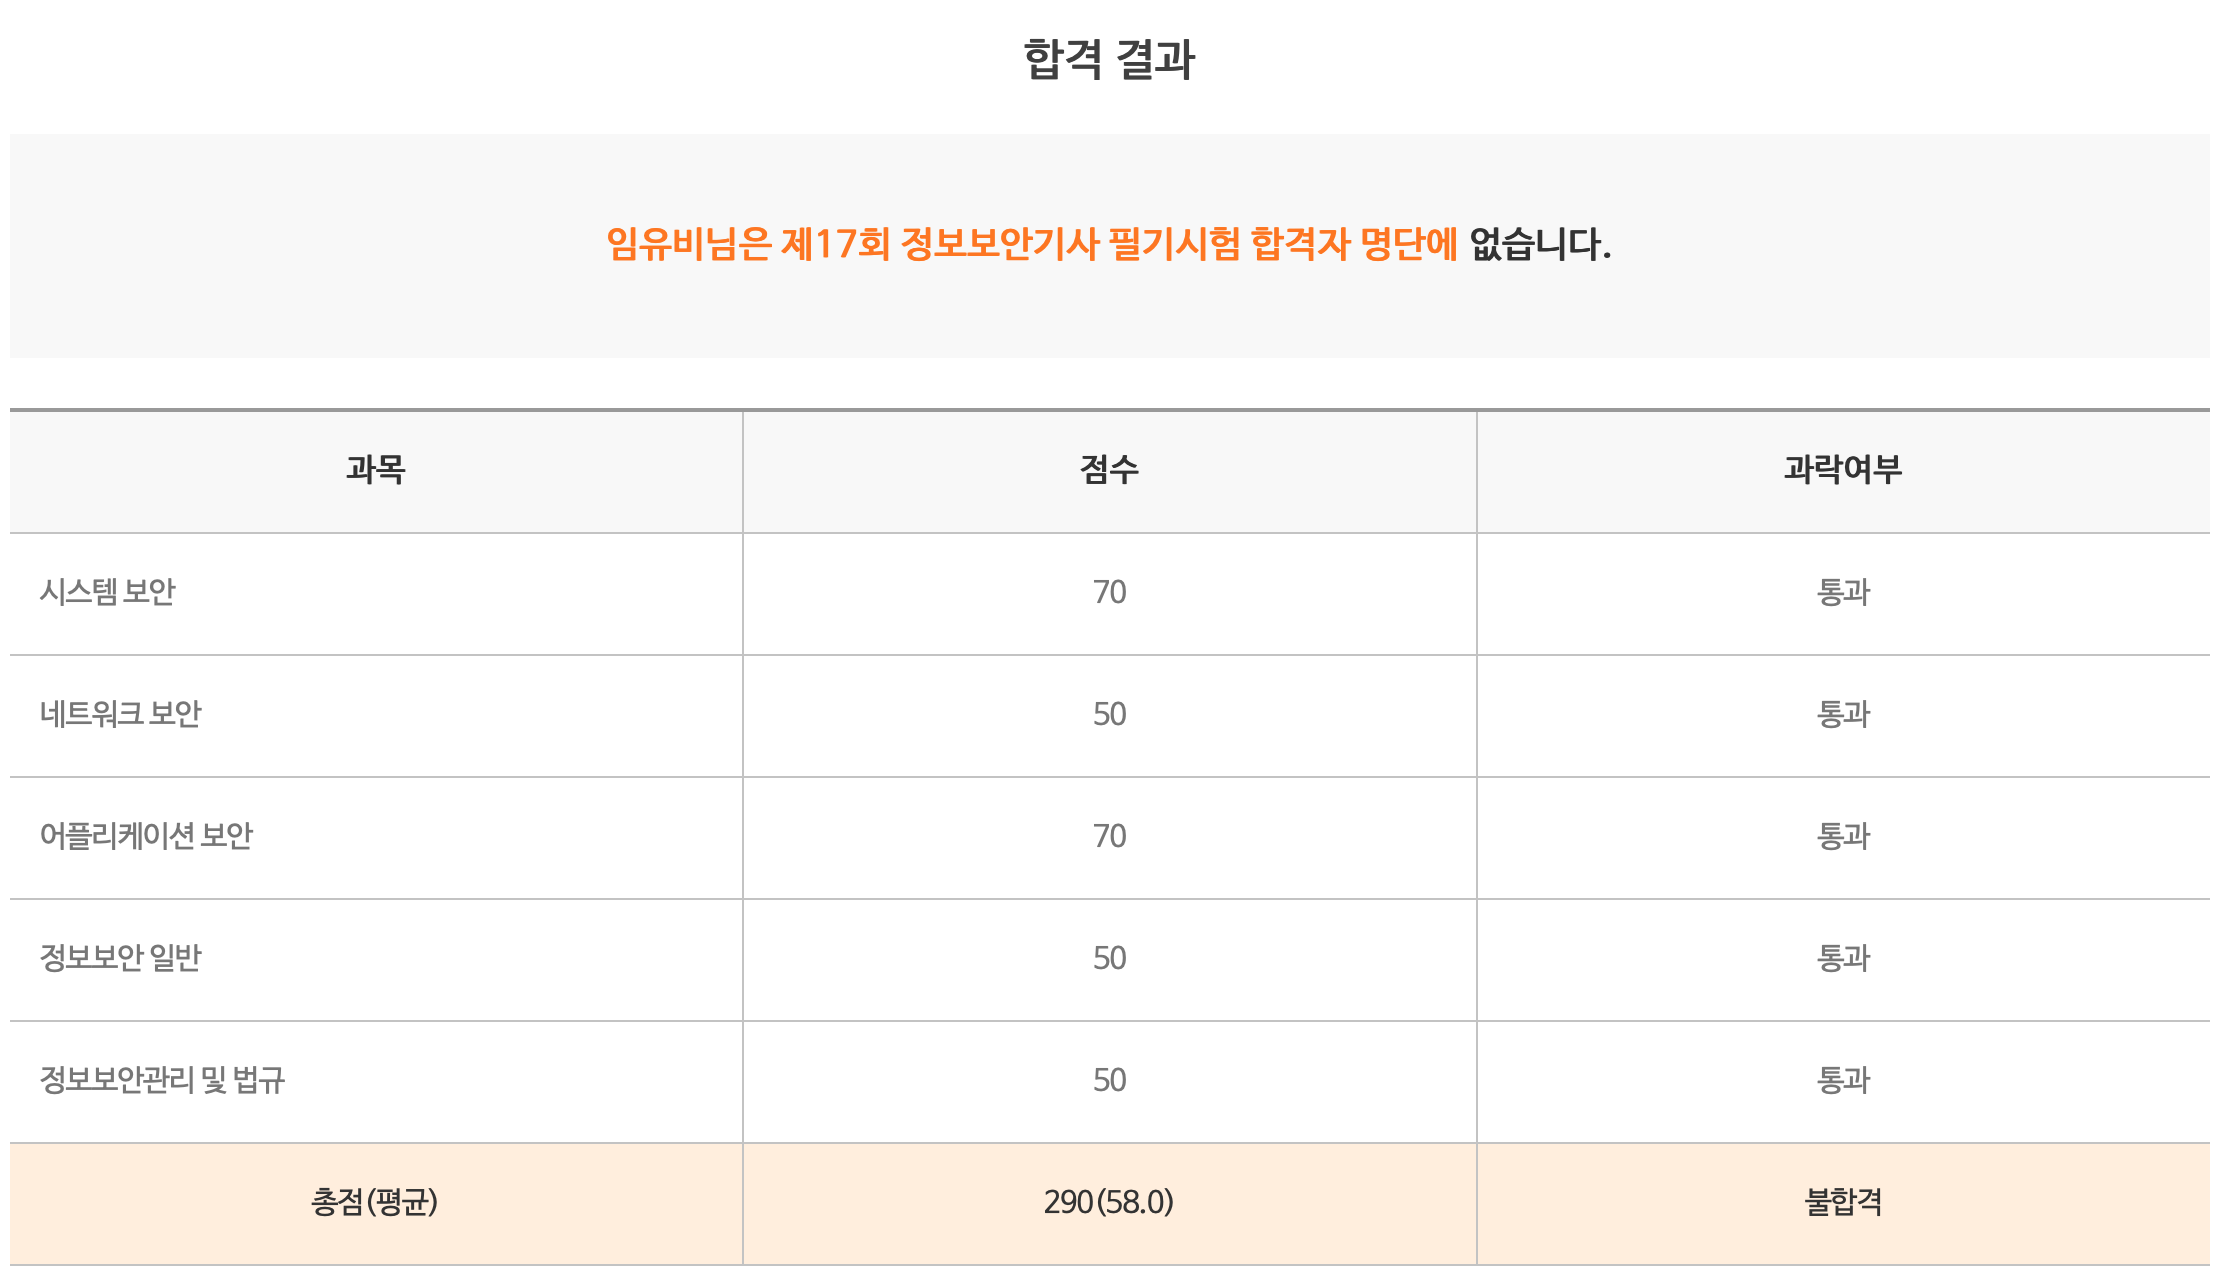 합격 결과
임유비님은 제17회 정보보안기사 필기시험 합격자 명단에 없습니다.
과목 점수 과락여부
시스템 보안 70 통과
네트워크 보안 50 통과
어플리케이션 보안 70 통과
정보보안 일반 50 통과
정보보안관리 및 법규 50 통과
총점(평균) 290(58.0) 불합격